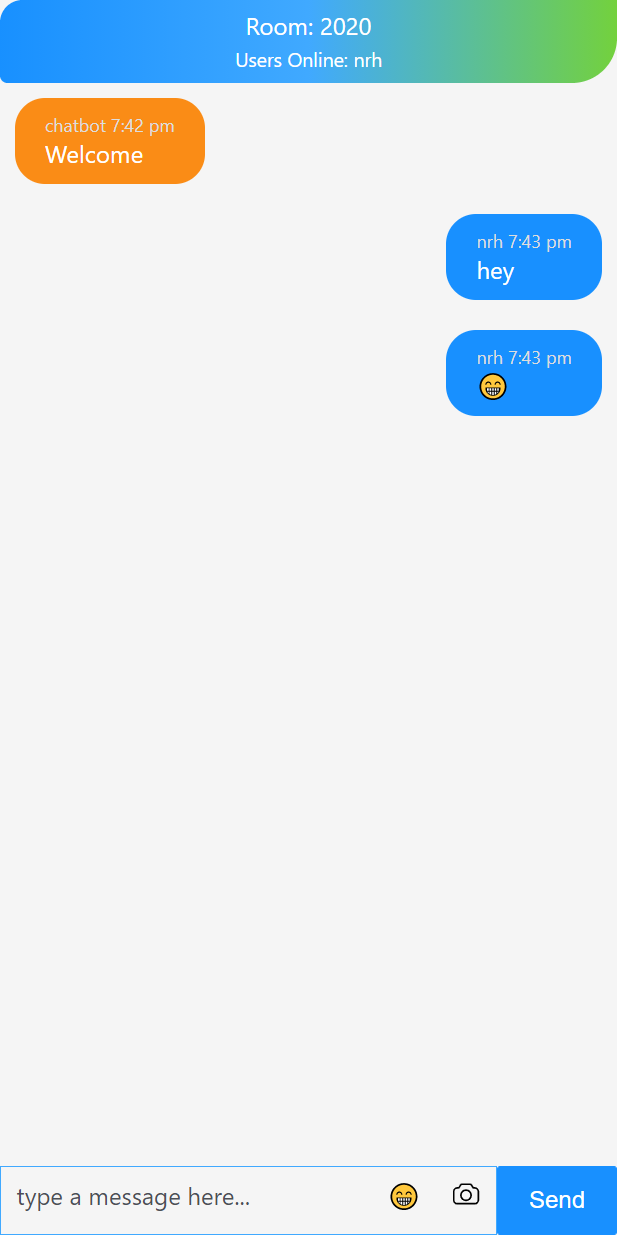 Room: 2020
Users Online: nrh
chatbot 7:42 pm
Welcome
nrh 7:43 pm
hey
nrh 7:43 pm
😁
type a message here...
😁
Send